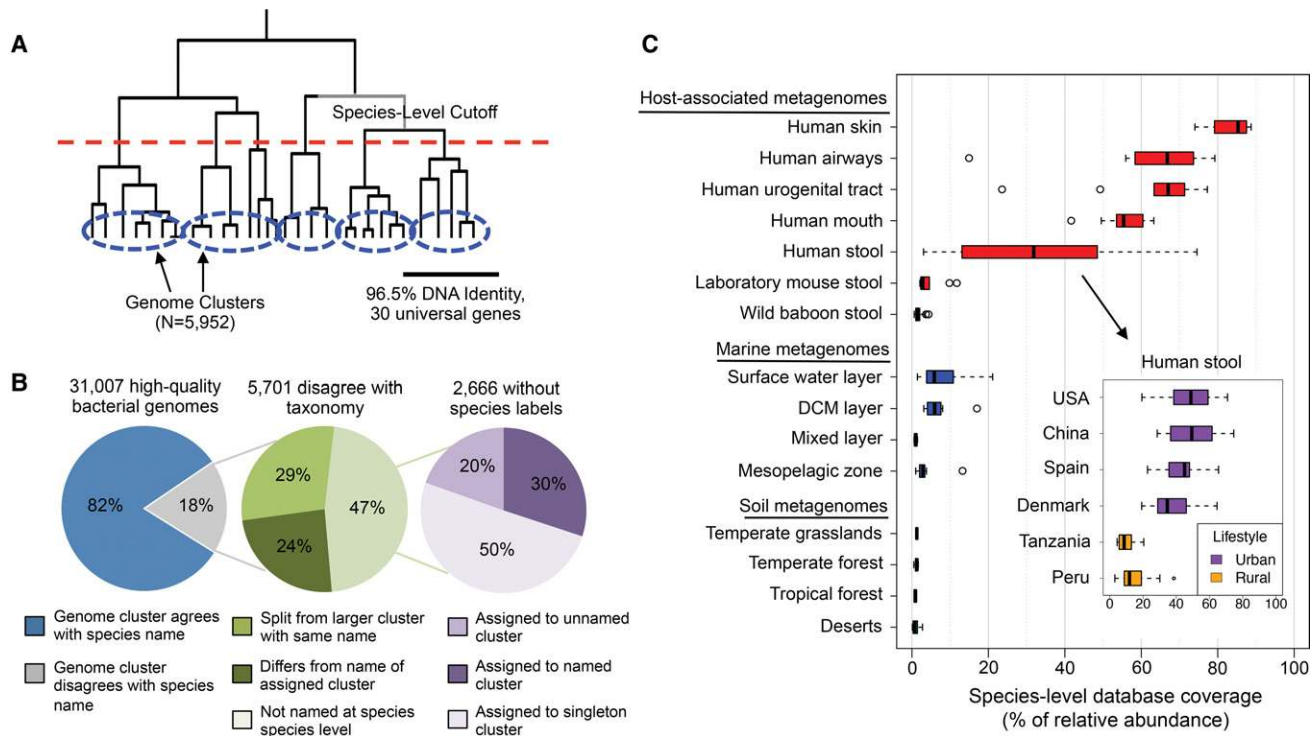 A
Species-Level Cutoff
Genome Clusters
(N=5,952)
96.5% DNA Identity,
30 universal genes
B
31,007 high-quality
bacterial genomes
5,701 disagree with
taxonomy
2,666 without
species labels
82%
18%
29%
47%
24%
20%
30%
50%
Genome cluster agrees
with species name
Genome cluster
disagrees with species
name
Split from larger cluster
with same name
Differs from name of
assigned cluster
Not named at species
species level
Assigned to unnamed
cluster
Assigned to named
cluster
Assigned to singleton
cluster
C
Host-associated metagenomes
Human skin
Human airways
Human urogenital tract
Human mouth
Human stool
Laboratory mouse stool
Wild baboon stool
Marine metagenomes
Surface water layer
DCM layer
Mixed layer
Mesopelagic zone
Soil metagenomes
Temperate grasslands
Temperate forest
Tropical forest
Deserts
Human stool
USA
China
Spain
Denmark
Tanzania
Peru
Lifestyle
Urban
Rural
0 20 40 60 80 100
0 20 40 60 80 100
Species-level database coverage
(% of relative abundance)